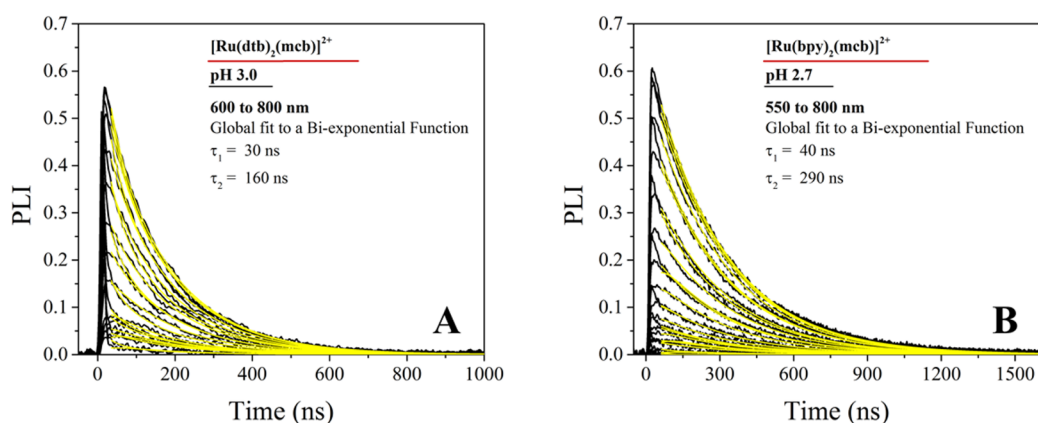 0.7
0.6
0.5
0.4
0.3
0.2
0.1
0.0
PLI
[Ru(dtb)₂(mcb)]²⁺
pH 3.0
600 to 800 nm
Global fit to a Bi-exponential Function
τ₁ = 30 ns
τ₂ = 160 ns
A
0 200 400 600 800 1000
Time (ns)
0.7
0.6
0.5
0.4
0.3
0.2
0.1
0.0
PLI
[Ru(bpy)₂(mcb)]²⁺
pH 2.7
550 to 800 nm
Global fit to a Bi-exponential Function
τ₁ = 40 ns
τ₂ = 290 ns
B
0 300 600 900 1200 1500
Time (ns)